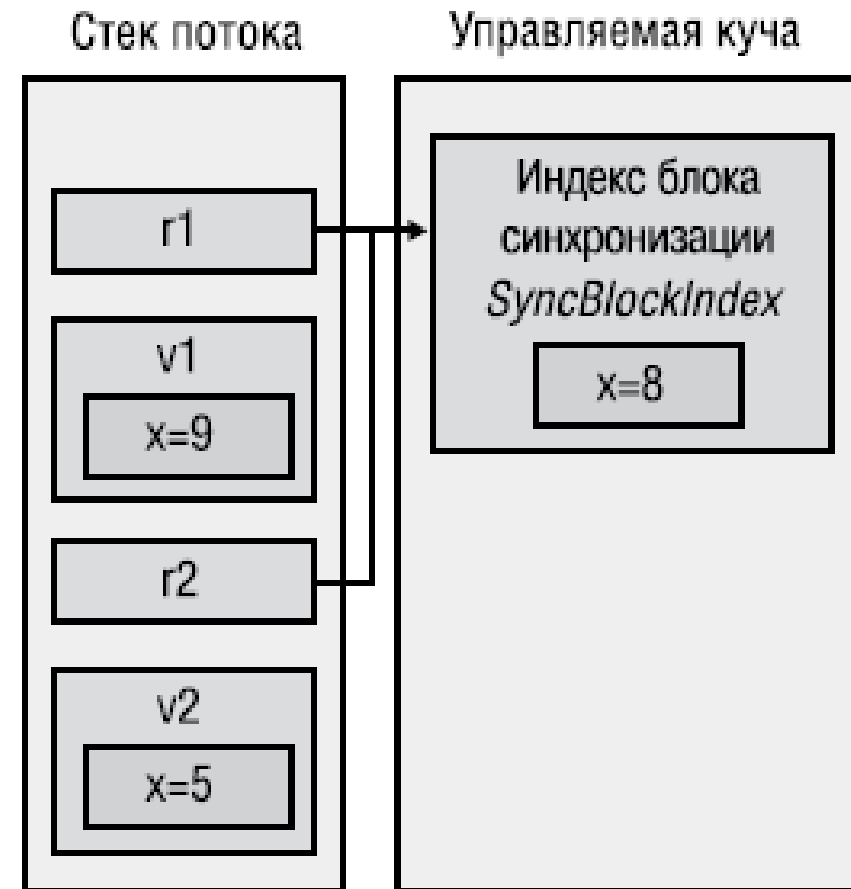 Стек потока
Управляемая куча
r1
v1
x=9
r2
v2
x=5
Индекс блока
синхронизации
SyncBlockIndex
x=8